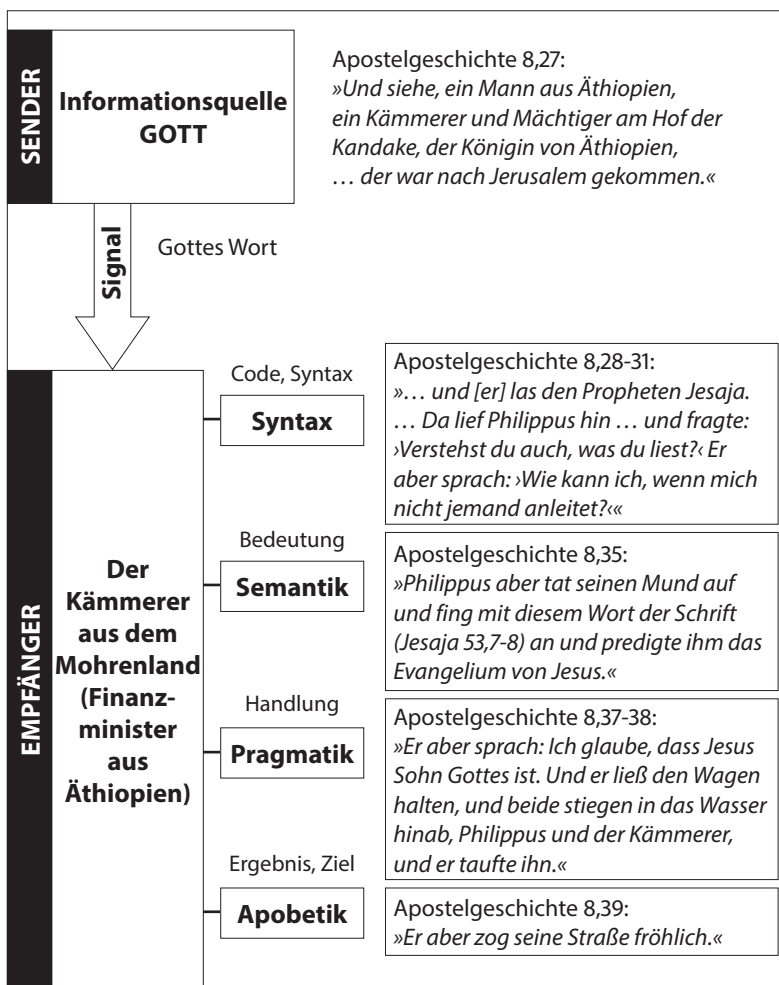 SENDER
Informationsquelle
GOTT
Apostelgeschichte 8,27:
»Und siehe, ein Mann aus Äthiopien,
ein Kämmerer und Mächtiger am Hof der
Kandake, der Königin von Äthiopien,
… der war nach Jerusalem gekommen.«
Signal
Gottes Wort
EMPFÄNGER
Der
Kämmerer
aus dem
Mohrenland
(Finanz-
minister
aus
Äthiopien)
Code, Syntax
Syntax
Apostelgeschichte 8,28-31:
»… und [er] las den Propheten Jesaja.
… Da lief Philippus hin … und fragte:
›Verstehst du auch, was du liest?‹ Er
aber sprach: ›Wie kann ich, wenn mich
nicht jemand anleitet?‹«
Bedeutung
Semantik
Apostelgeschichte 8,35:
»Philippus aber tat seinen Mund auf
und fing mit diesem Wort der Schrift
(Jesaja 53,7-8) an und predigte ihm das
Evangelium von Jesus.«
Handlung
Pragmatik
Apostelgeschichte 8,37-38:
»Er aber sprach: Ich glaube, dass Jesus
Sohn Gottes ist. Und er ließ den Wagen
halten, und beide stiegen in das Wasser
hinab, Philippus und der Kämmerer,
und er taufte ihn.«
Ergebnis, Ziel
Apobetik
Apostelgeschichte 8,39:
»Er aber zog seine Straße fröhlich.«